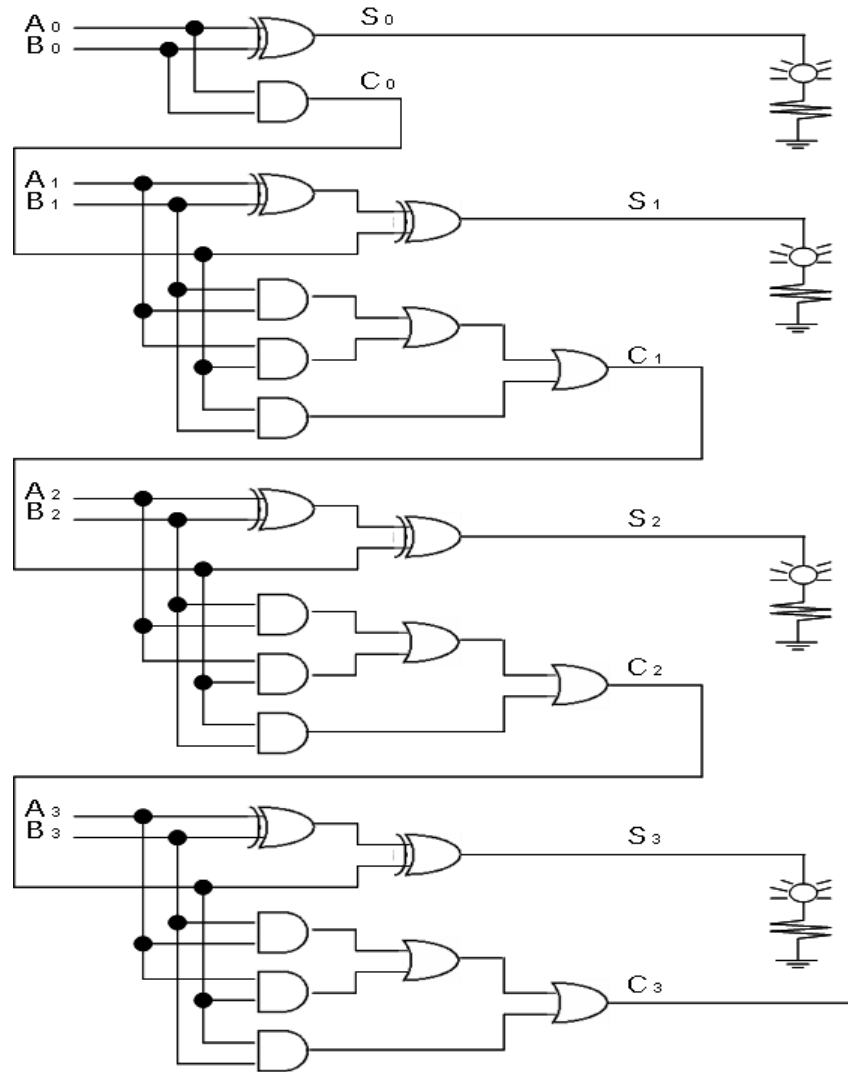 A₀ S₀
B₀
C₀
A₁
B₁ S₁
C₁
A₂
B₂ S₂
C₂
A₃
B₃ S₃
C₃